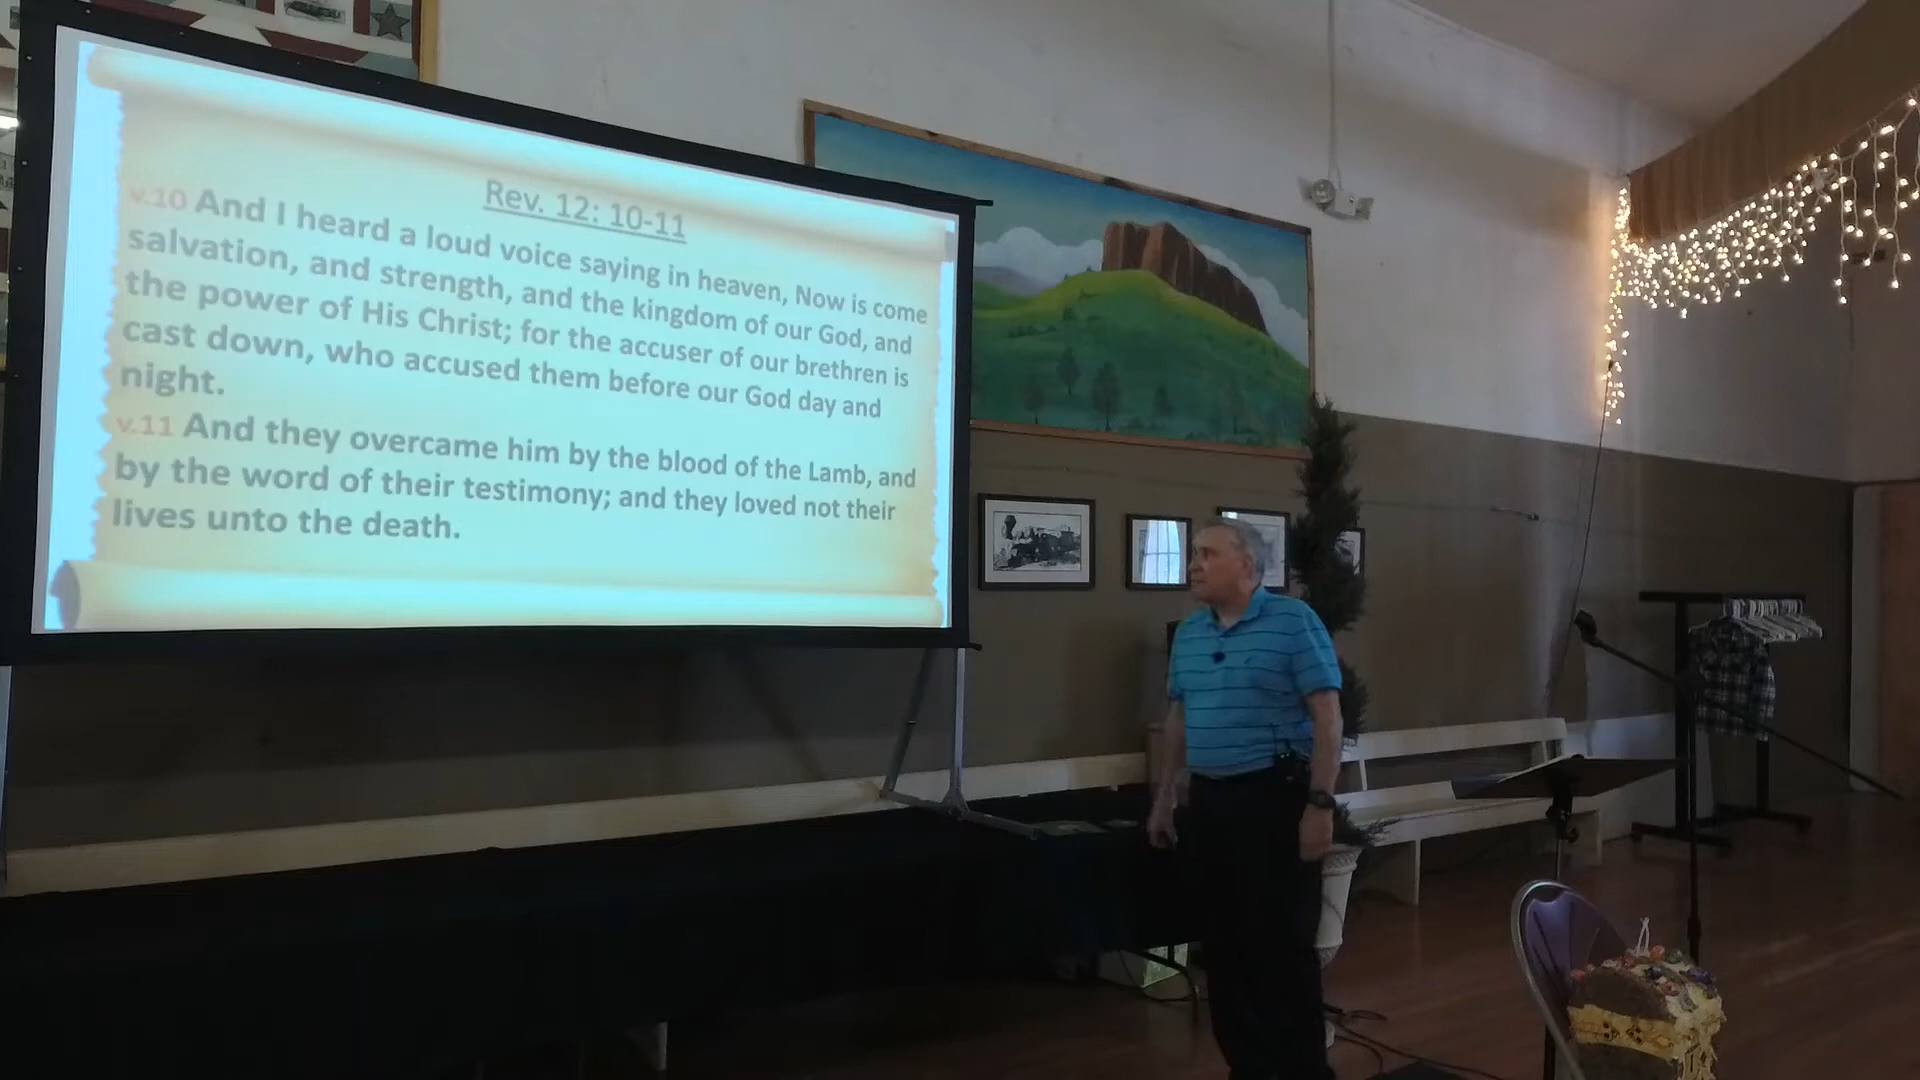 Rev. 12: 10-11
v.10 And I heard a loud voice saying in heaven, Now is come
salvation, and strength, and the kingdom of our God, and
the power of His Christ; for the accuser of our brethren is
cast down, who accused them before our God day and
night.
v.11 And they overcame him by the blood of the Lamb, and
by the word of their testimony; and they loved not their
lives unto the death.